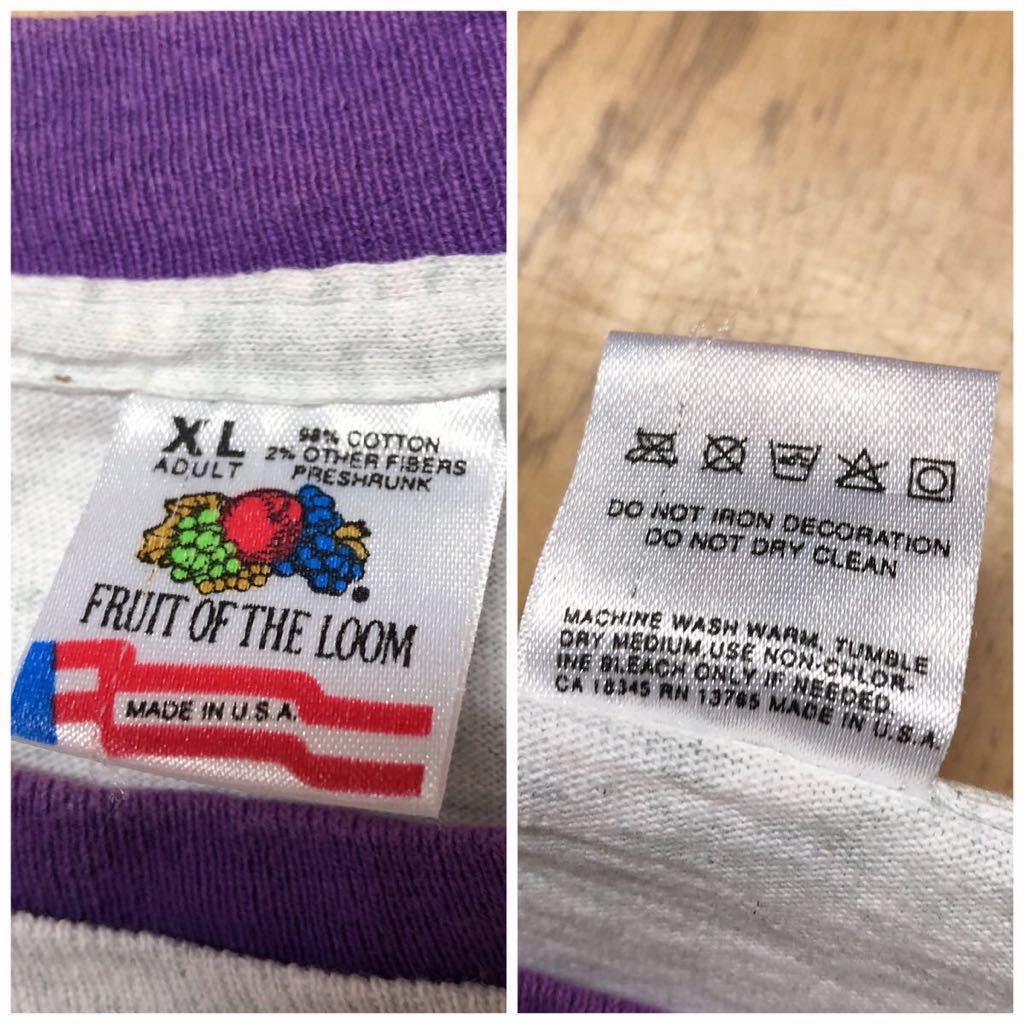 XL
ADULT
98% COTTON
2% OTHER FIBERS
PRESHRUNK
FRUIT OF THE LOOM
MADE IN U.S.A.
DO NOT IRON DECORATION
DO NOT DRY CLEAN
MACHINE WASH WARM, TUMBLE
DRY MEDIUM, USE NON-CHLOR-
INE BLEACH ONLY IF NEEDED.
CA 18345 RN 13765 MADE IN U.S.A.